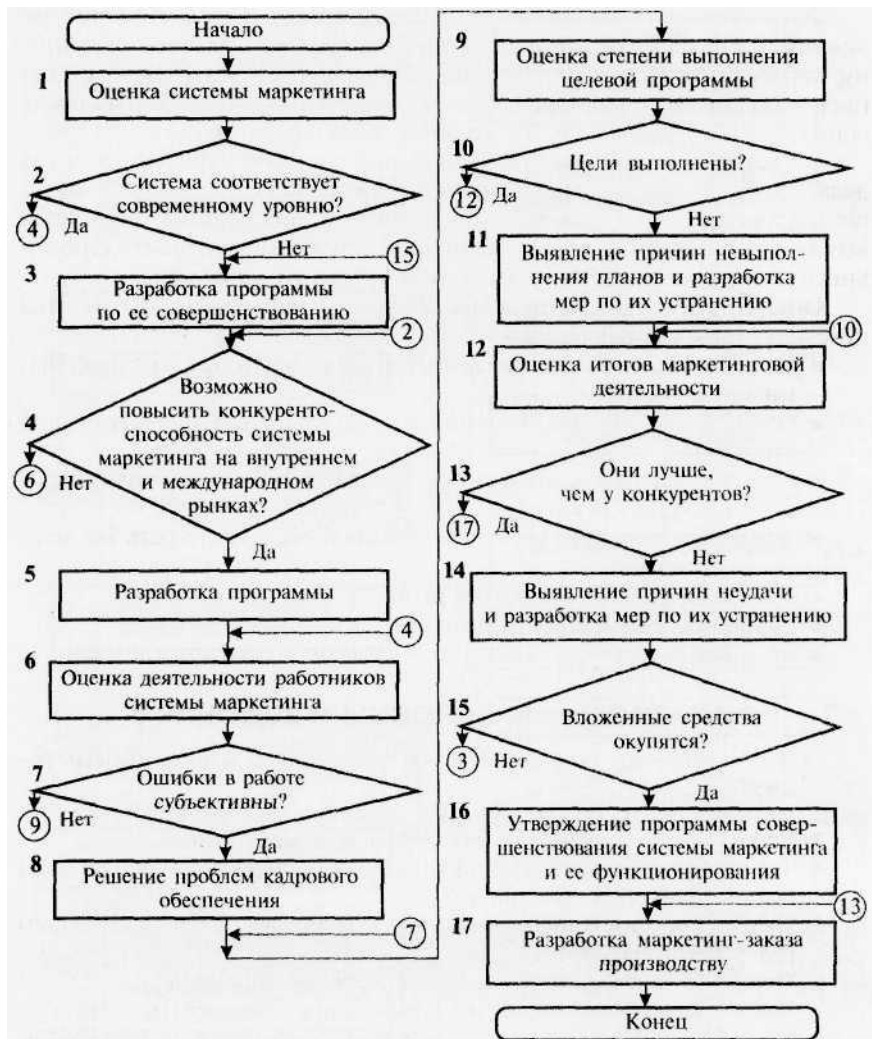 Начало
1
Оценка системы маркетинга
2
Система соответствует
современному уровню?
4
Да
Нет
15
3
Разработка программы
по ее совершенствованию
2
4
Возможно
повысить конкуренто-
способность системы
маркетинга на внутреннем
и международном
рынках?
6
Нет
Да
5
Разработка программы
4
6
Оценка деятельности работников
системы маркетинга
7
Ошибки в работе
субъективны?
9
Нет
Да
8
Решение проблем кадрового
обеспечения
7
9
Оценка степени выполнения
целевой программы
10
Цели выполнены?
12
Да
Нет
11
Выявление причин невыпол-
нения планов и разработка
мер по их устранению
10
12
Оценка итогов маркетинговой
деятельности
13
Они лучше,
чем у конкурентов?
17
Да
Нет
14
Выявление причин неудачи
и разработка мер по их устранению
15
Вложенные средства
окупятся?
3
Нет
Да
16
Утверждение программы совер-
шенствования системы маркетинга
и ее функционирования
13
17
Разработка маркетинг-заказа
производству
Конец